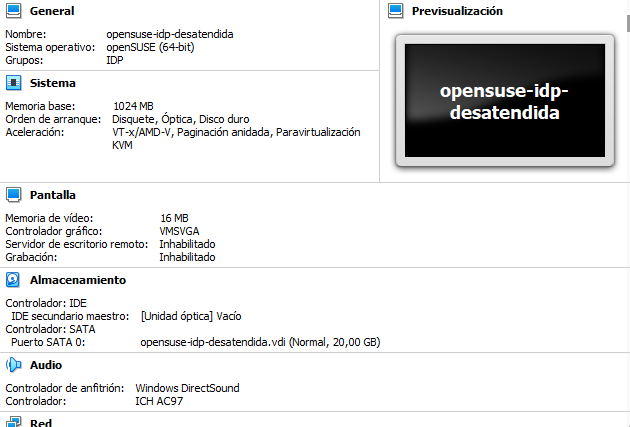 General
Nombre: opensuse-idp-desatendida
Sistema operativo: openSUSE (64-bit)
Grupos: IDP
Previsualización
opensuse-idp-
desatendida
Sistema
Memoria base: 1024 MB
Orden de arranque: Disquete, Óptica, Disco duro
Aceleración: VT-x/AMD-V, Paginación anidada, Paravirtualización
KVM
Pantalla
Memoria de vídeo: 16 MB
Controlador gráfico: VMSVGA
Servidor de escritorio remoto: Inhabilitado
Grabación: Inhabilitado
Almacenamiento
Controlador: IDE
IDE secundario maestro: [Unidad óptica] Vacío
Controlador: SATA
Puerto SATA 0: opensuse-idp-desatendida.vdi (Normal, 20,00 GB)
Audio
Controlador de anfitrión: Windows DirectSound
Controlador: ICH AC97
Red